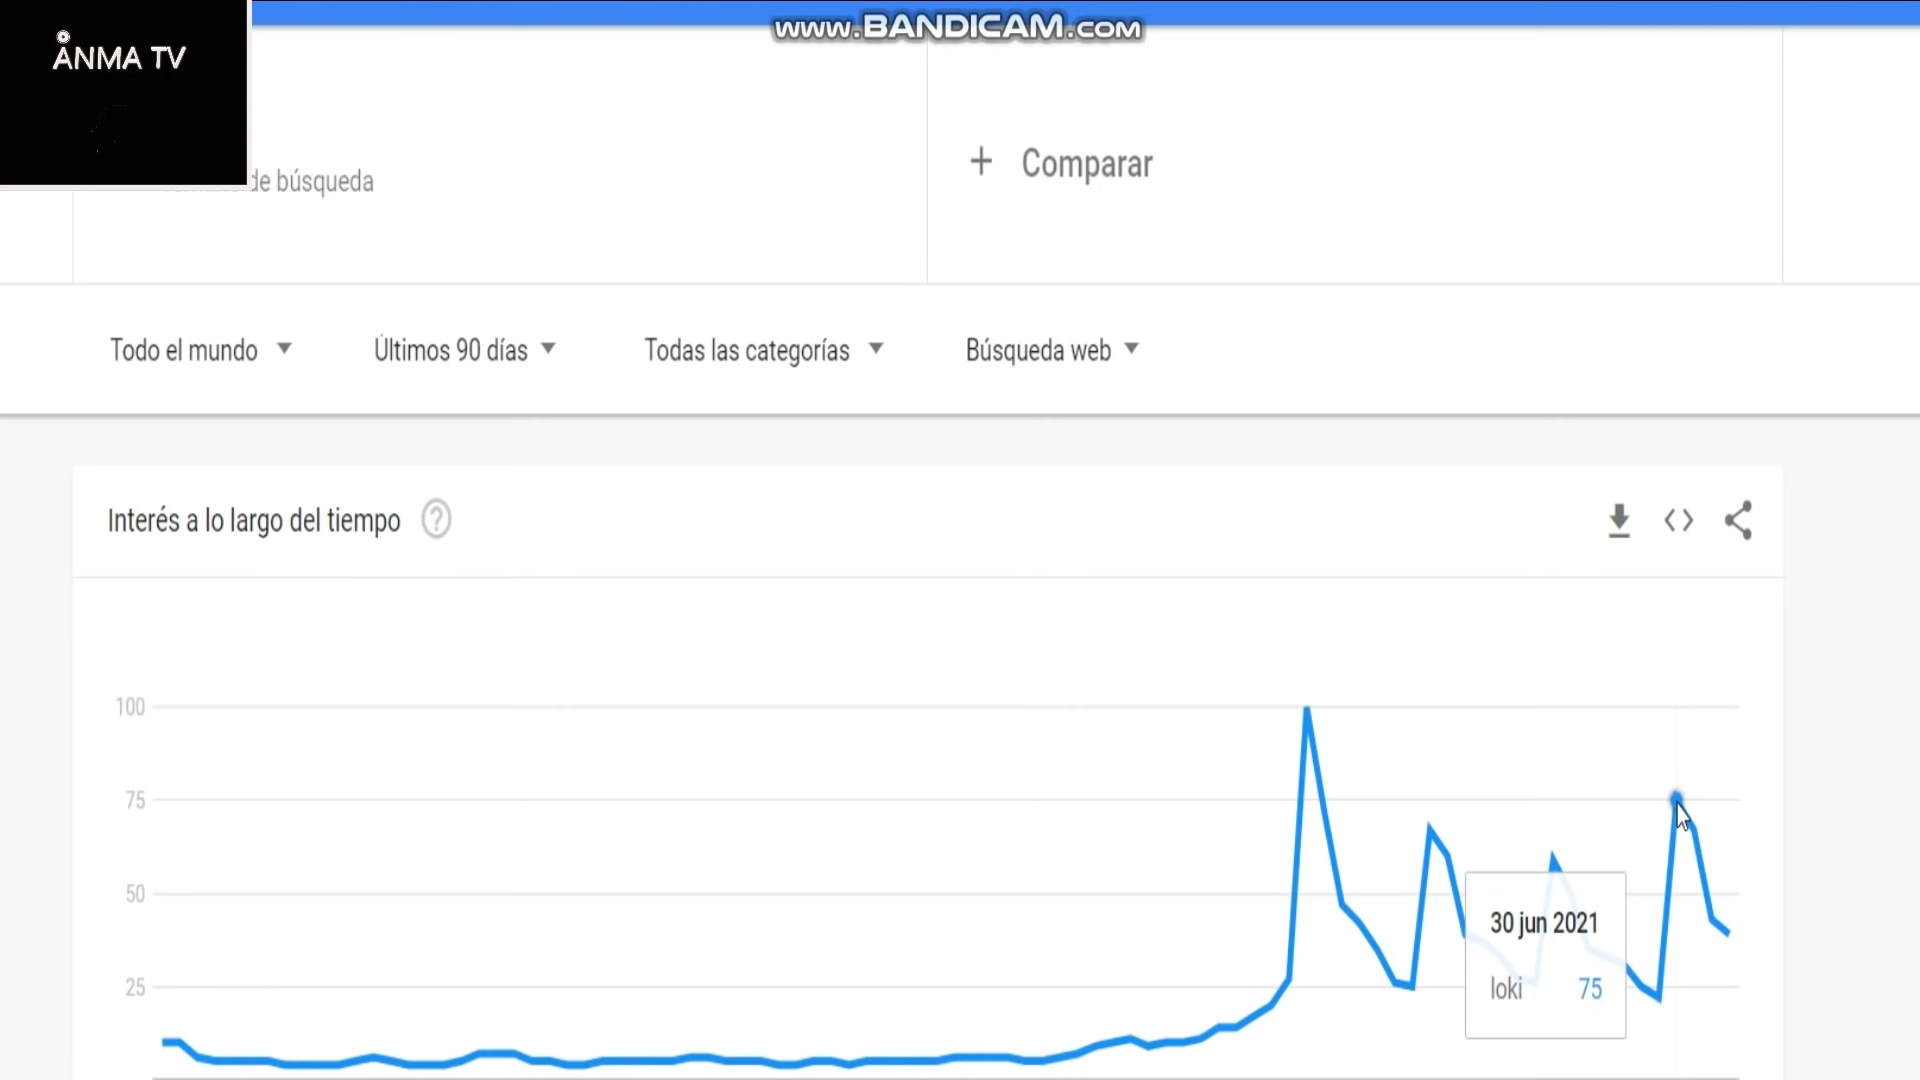 www.BANDICAM.com
ANMA TV
de búsqueda
+ Comparar
Todo el mundo
Últimos 90 días
Todas las categorías
Búsqueda web
Interés a lo largo del tiempo ?
100
75
50
25
30 jun 2021
loki 75